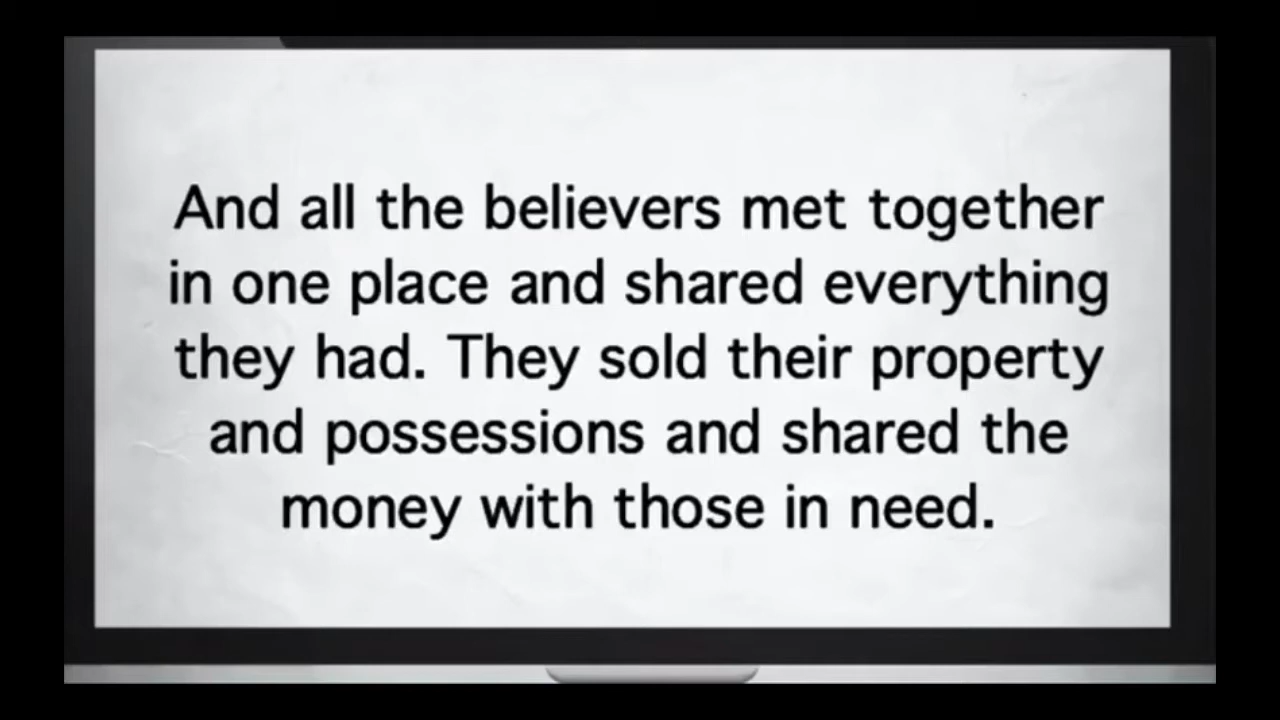 And all the believers met together
in one place and shared everything
they had. They sold their property
and possessions and shared the
money with those in need.